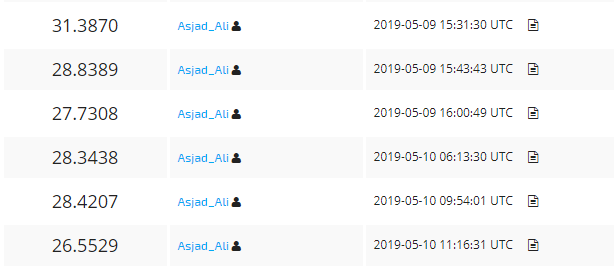 31.3870 Asjad_Ali 2019-05-09 15:31:30 UTC
28.8389 Asjad_Ali 2019-05-09 15:43:43 UTC
27.7308 Asjad_Ali 2019-05-09 16:00:49 UTC
28.3438 Asjad_Ali 2019-05-10 06:13:30 UTC
28.4207 Asjad_Ali 2019-05-10 09:54:01 UTC
26.5529 Asjad_Ali 2019-05-10 11:16:31 UTC